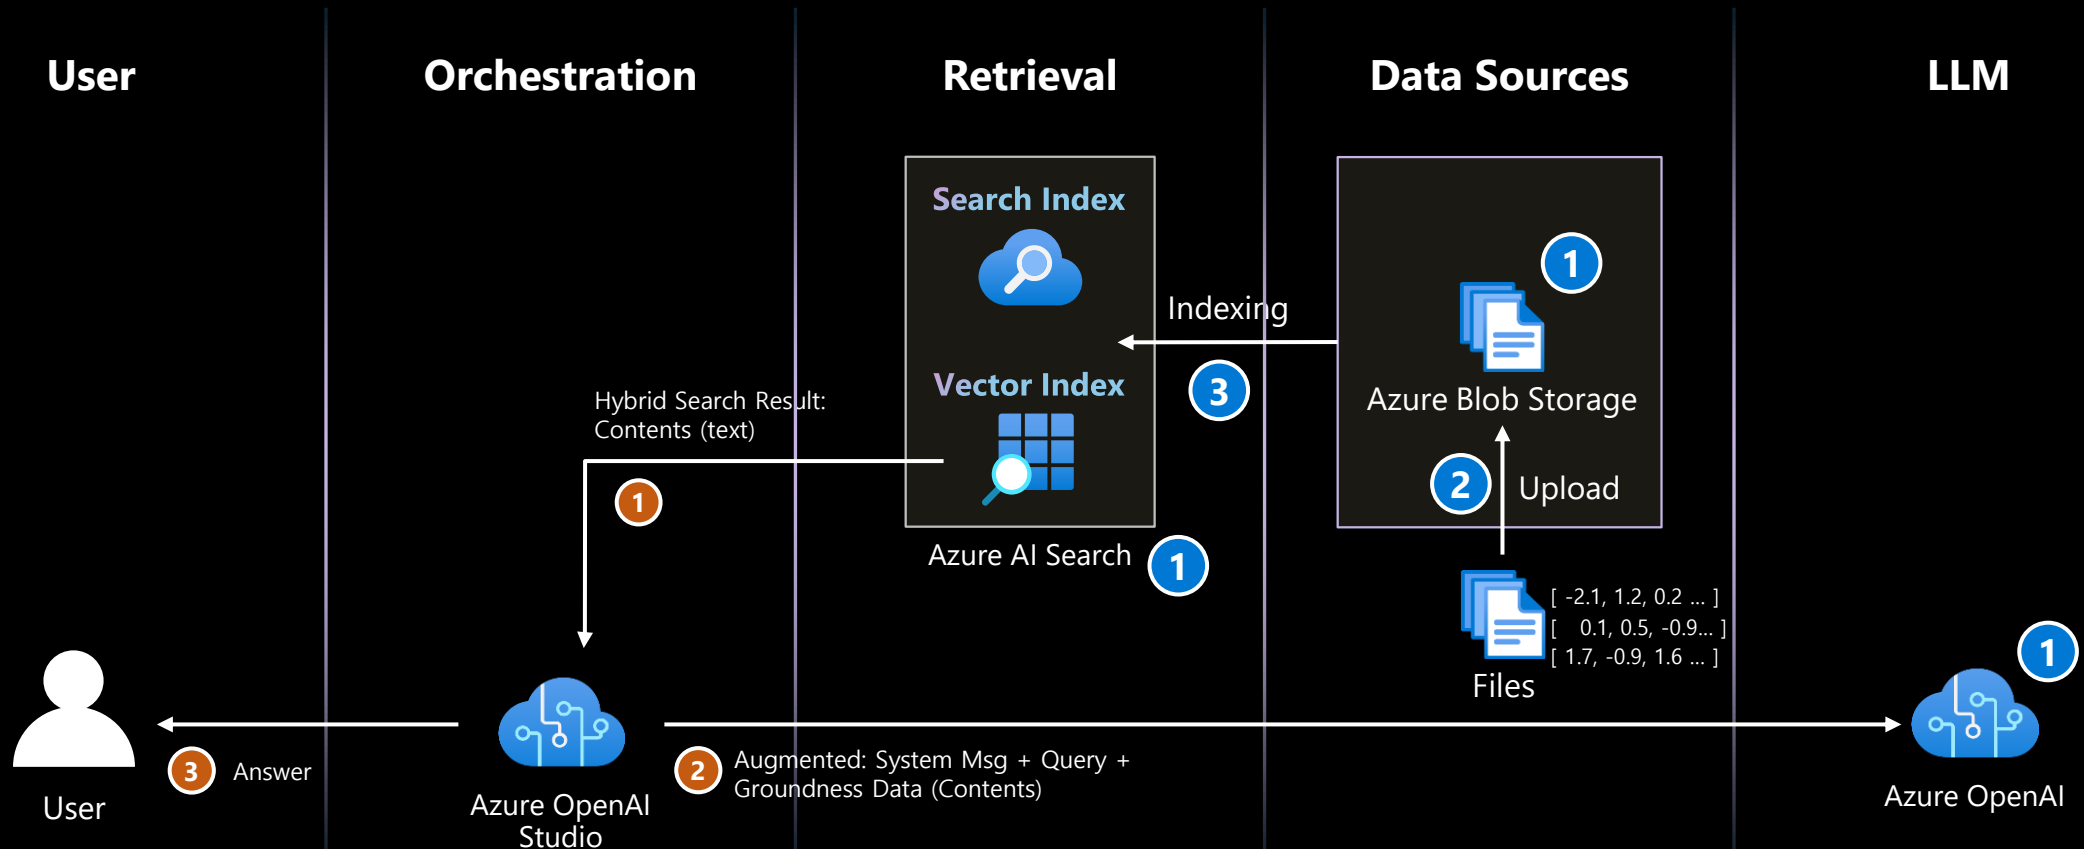 User
Orchestration
Retrieval
Data Sources
LLM
Search Index
1
Indexing
Vector Index
3
Azure Blob Storage
Hybrid Search Result:
Contents (text)
1
2
Upload
Azure AI Search
1
[ -2.1, 1.2, 0.2 ... ]
[ 0.1, 0.5, -0.9... ]
[ 1.7, -0.9, 1.6 ... ]
Files
1
3
Answer
2
Augmented: System Msg + Query +
Groundness Data (Contents)
User
Azure OpenAI
Studio
Azure OpenAI